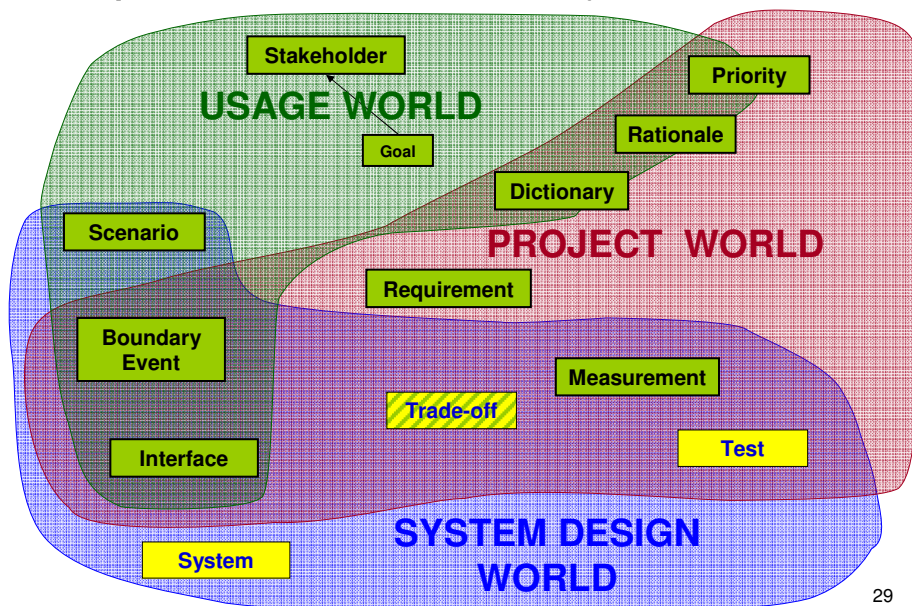 Stakeholder
Priority
USAGE WORLD
Rationale
Goal
Dictionary
Scenario
PROJECT WORLD
Requirement
Boundary
Event
Measurement
Trade-off
Test
Interface
SYSTEM DESIGN
WORLD
System
29